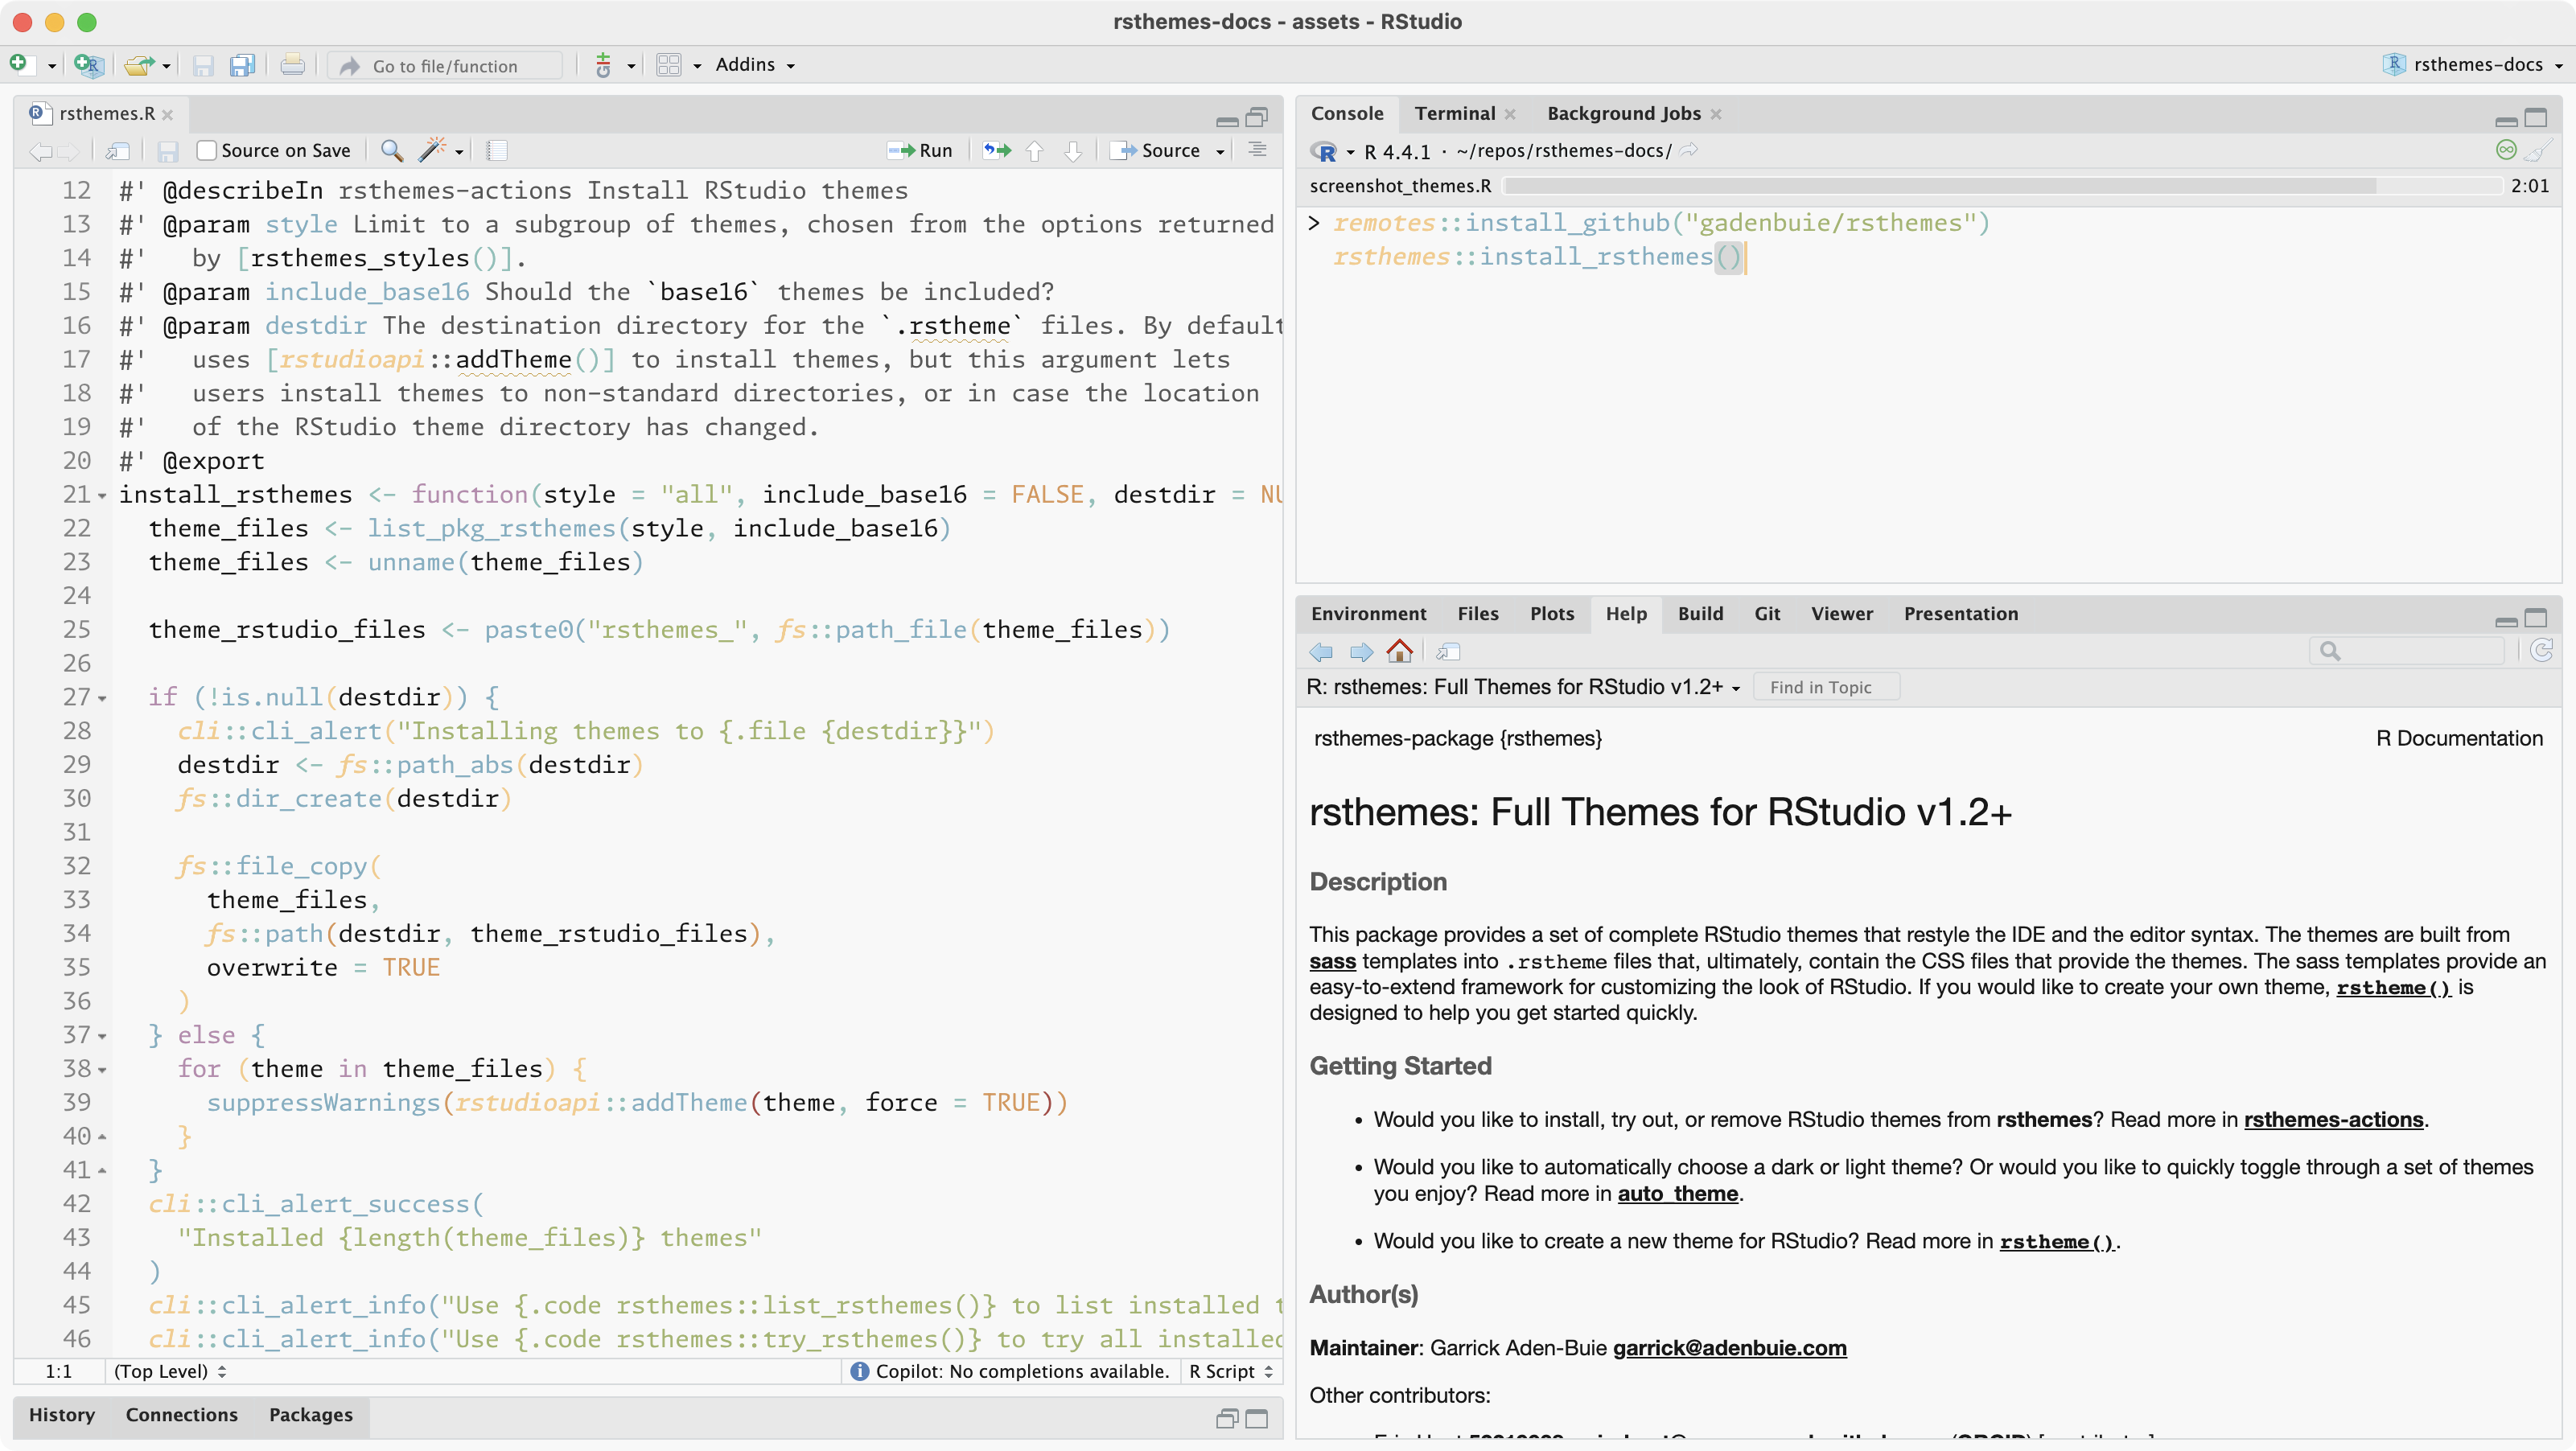 rsthemes-docs - assets - RStudio
Go to file/function
Addins
rsthemes-docs
rsthemes.R
Source on Save
Run
Source
12 #' @describeIn rsthemes-actions Install RStudio themes
13 #' @param style Limit to a subgroup of themes, chosen from the options returned
14 #'   by [rsthemes_styles()].
15 #' @param include_base16 Should the `base16` themes be included?
16 #' @param destdir The destination directory for the `.rstheme` files. By default
17 #'   uses [rstudioapi::addTheme()] to install themes, but this argument lets
18 #'   users install themes to non-standard directories, or in case the location
19 #'   of the RStudio theme directory has changed.
20 #' @export
21 install_rsthemes <- function(style = "all", include_base16 = FALSE, destdir = NU
22   theme_files <- list_pkg_rsthemes(style, include_base16)
23   theme_files <- unname(theme_files)
24
25   theme_rstudio_files <- paste0("rsthemes_", fs::path_file(theme_files))
26
27   if (!is.null(destdir)) {
28     cli::cli_alert("Installing themes to {.file {destdir}}")
29     destdir <- fs::path_abs(destdir)
30     fs::dir_create(destdir)
31
32     fs::file_copy(
33       theme_files,
34       fs::path(destdir, theme_rstudio_files),
35       overwrite = TRUE
36     )
37   } else {
38     for (theme in theme_files) {
39       suppressWarnings(rstudioapi::addTheme(theme, force = TRUE))
40     }
41   }
42   cli::cli_alert_success(
43     "Installed {length(theme_files)} themes"
44   )
45   cli::cli_alert_info("Use {.code rsthemes::list_rsthemes()} to list installed
46   cli::cli_alert_info("Use {.code rsthemes::try_rsthemes()} to try all installed
1:1 (Top Level)
Copilot: No completions available.
R Script
History Connections Packages
Console Terminal Background Jobs
R 4.4.1 · ~/repos/rsthemes-docs/
screenshot_themes.R 2:01
> remotes::install_github("gadenbuie/rsthemes")
rsthemes::install_rsthemes()
Environment Files Plots Help Build Git Viewer Presentation
R: rsthemes: Full Themes for RStudio v1.2+ Find in Topic
rsthemes-package {rsthemes} R Documentation
rsthemes: Full Themes for RStudio v1.2+
Description
This package provides a set of complete RStudio themes that restyle the IDE and the editor syntax. The themes are built from
sass templates into .rstheme files that, ultimately, contain the CSS files that provide the themes. The sass templates provide an
easy-to-extend framework for customizing the look of RStudio. If you would like to create your own theme, rstheme() is
designed to help you get started quickly.
Getting Started
• Would you like to install, try out, or remove RStudio themes from rsthemes? Read more in rsthemes-actions.
• Would you like to automatically choose a dark or light theme? Or would you like to quickly toggle through a set of themes
you enjoy? Read more in auto_theme.
• Would you like to create a new theme for RStudio? Read more in rstheme().
Author(s)
Maintainer: Garrick Aden-Buie garrick@adenbuie.com
Other contributors: